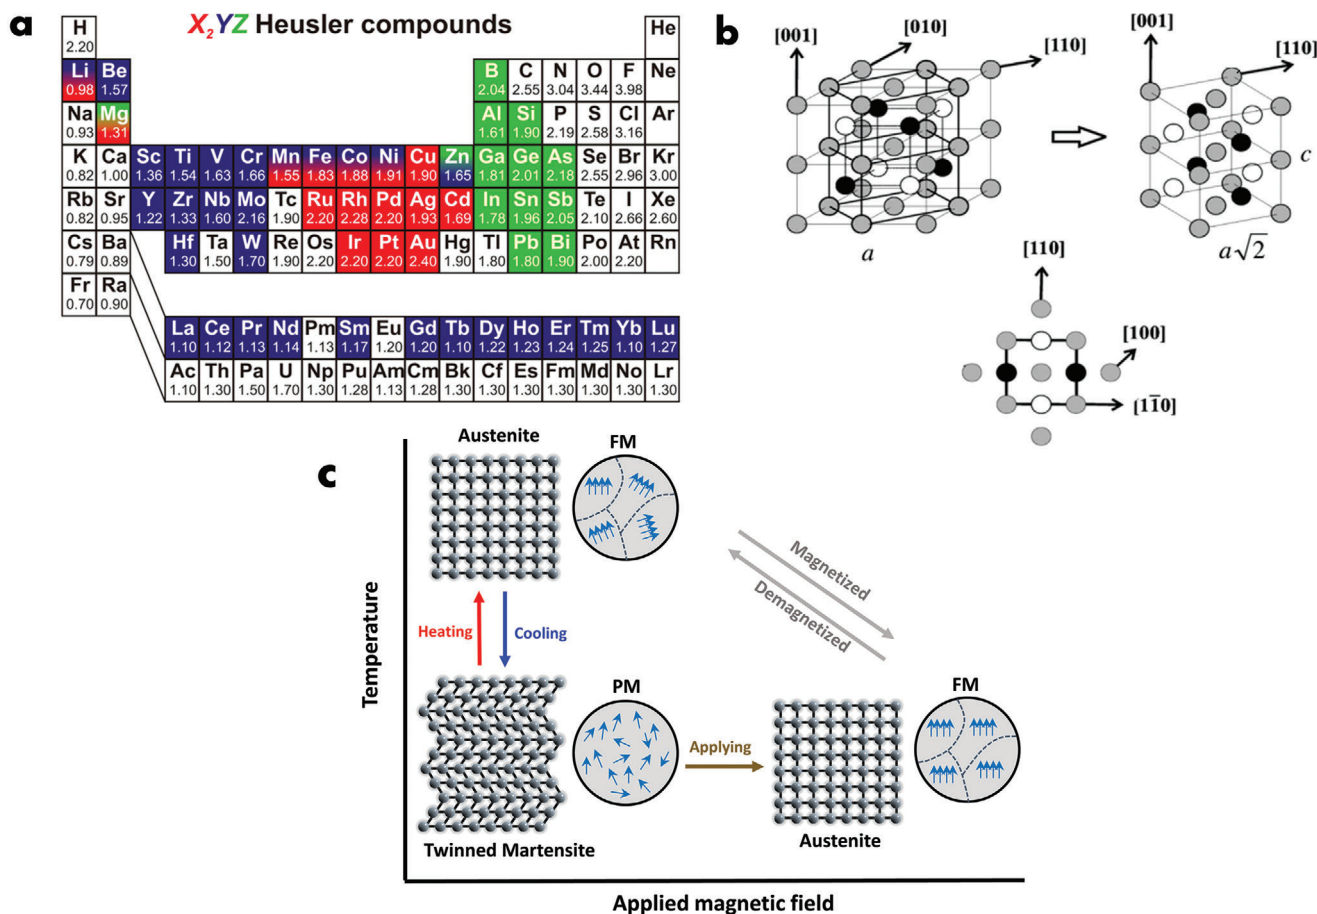 a
X₂YZ Heusler compounds
H He
2.20
Li Be B C N O F Ne
0.98 1.57 2.04 2.55 3.04 3.44 3.98
Na Mg Al Si P S Cl Ar
0.93 1.31 1.61 1.90 2.19 2.58 3.16
K Ca Sc Ti V Cr Mn Fe Co Ni Cu Zn Ga Ge As Se Br Kr
0.82 1.00 1.36 1.54 1.63 1.66 1.55 1.83 1.88 1.91 1.90 1.65 1.81 2.01 2.18 2.55 2.96 3.00
Rb Sr Y Zr Nb Mo Tc Ru Rh Pd Ag Cd In Sn Sb Te I Xe
0.82 0.95 1.22 1.33 1.60 2.16 1.90 2.20 2.28 2.20 1.93 1.69 1.78 1.96 2.05 2.10 2.66 2.60
Cs Ba Hf Ta W Re Os Ir Pt Au Hg Tl Pb Bi Po At Rn
0.79 0.89 1.30 1.50 1.70 1.90 2.20 2.20 2.20 2.40 1.90 1.80 1.80 1.90 2.00 2.20
Fr Ra
0.70 0.90
La Ce Pr Nd Pm Sm Eu Gd Tb Dy Ho Er Tm Yb Lu
1.10 1.12 1.13 1.14 1.13 1.17 1.20 1.20 1.10 1.22 1.23 1.24 1.25 1.10 1.27
Ac Th Pa U Np Pu Am Cm Bk Cf Es Fm Md No Lr
1.10 1.30 1.50 1.70 1.30 1.28 1.13 1.28 1.30 1.30 1.30 1.30 1.30 1.30 1.30
b
[001] [010] [110]
a
[001] [110]
c
a√2
[110]
[100]
[11̄0]
c
Austenite FM
Magnetized
Demagnetized
Heating Cooling
PM FM
Applying
Twinned Martensite Austenite
Temperature
Applied magnetic field